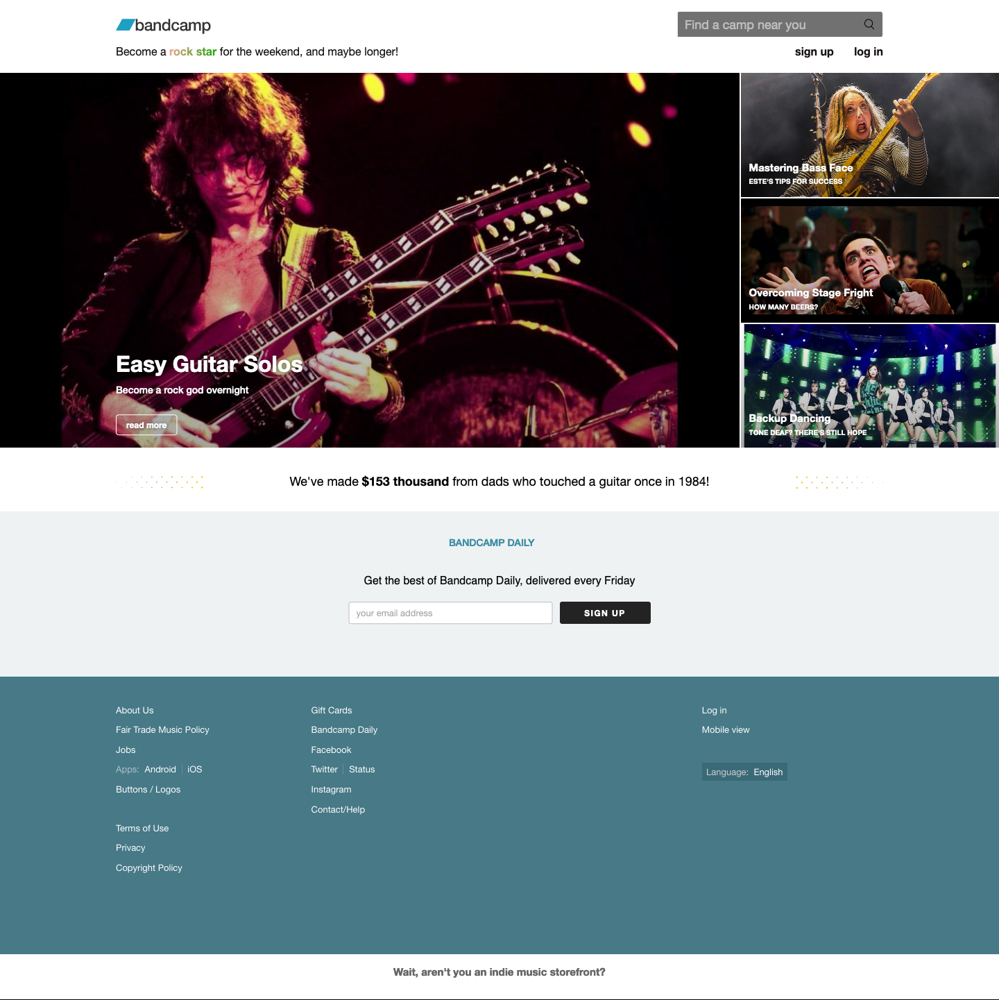 bandcamp
Find a camp near you
Become a rock star for the weekend, and maybe longer!
sign up log in
Easy Guitar Solos
Become a rock god overnight
read more
Mastering Bass Face
ESTE'S TIPS FOR SUCCESS
Overcoming Stage Fright
HOW MANY BEERS?
Backup Dancing
TONE DEAF? THERE'S STILL HOPE
We've made $153 thousand from dads who touched a guitar once in 1984!
BANDCAMP DAILY
Get the best of Bandcamp Daily, delivered every Friday
your email address SIGN UP
About Us
Fair Trade Music Policy
Jobs
Apps: Android iOS
Buttons / Logos
Terms of Use
Privacy
Copyright Policy
Gift Cards
Bandcamp Daily
Facebook
Twitter Status
Instagram
Contact/Help
Log in
Mobile view
Language: English
Wait, aren't you an indie music storefront?